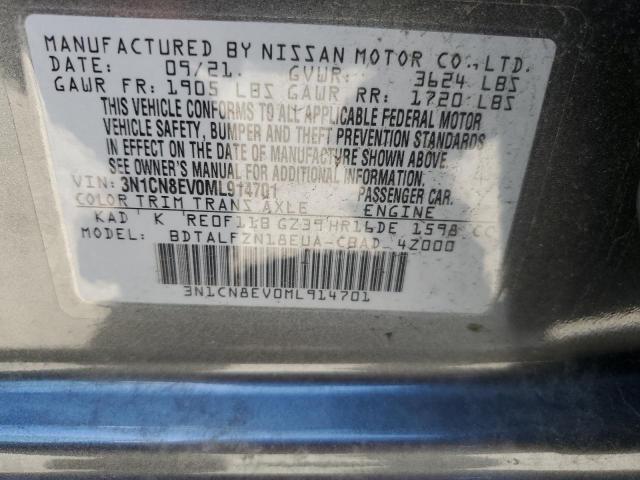 MANUFACTURED BY NISSAN MOTOR CO., LTD.
DATE: 09/21. GVWR: 3624 LBS
GAWR FR: 1905 LBS GAWR RR: 1720 LBS
THIS VEHICLE CONFORMS TO ALL APPLICABLE FEDERAL MOTOR
VEHICLE SAFETY, BUMPER AND THEFT PREVENTION STANDARDS
IN EFFECT ON THE DATE OF MANUFACTURE SHOWN ABOVE.
SEE OWNER'S MANUAL FOR ADDITIONAL INFORMATION.
VIN: 3N1CN8EV0ML914701 PASSENGER CAR
COLOR TRIM TRANS AXLE ENGINE
KAD K RE0F11B GZ39 HR16DE 1598 CC
MODEL: BDTALFZN18EUA-CBAD 4Z000
3N1CN8EV0ML914701